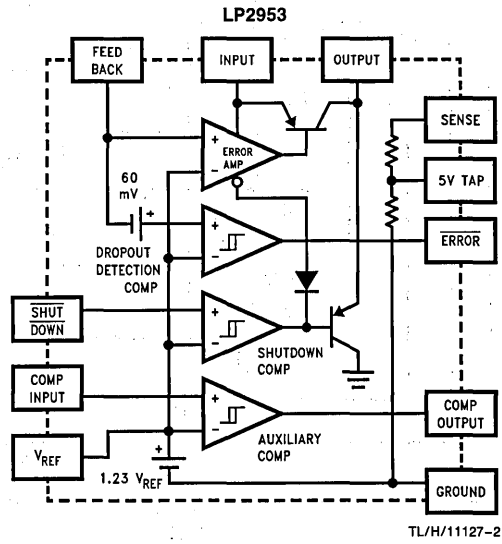 LP2953
FEED
BACK
INPUT
OUTPUT
SENSE
5V TAP
ERROR
+
ERROR
AMP
−
60
mV
+
+
−
DROPOUT
DETECTION
COMP
SHUT
DOWN
+
−
SHUTDOWN
COMP
COMP
INPUT
+
−
AUXILIARY
COMP
COMP
OUTPUT
VREF
+
1.23 VREF
GROUND
TL/H/11127-2